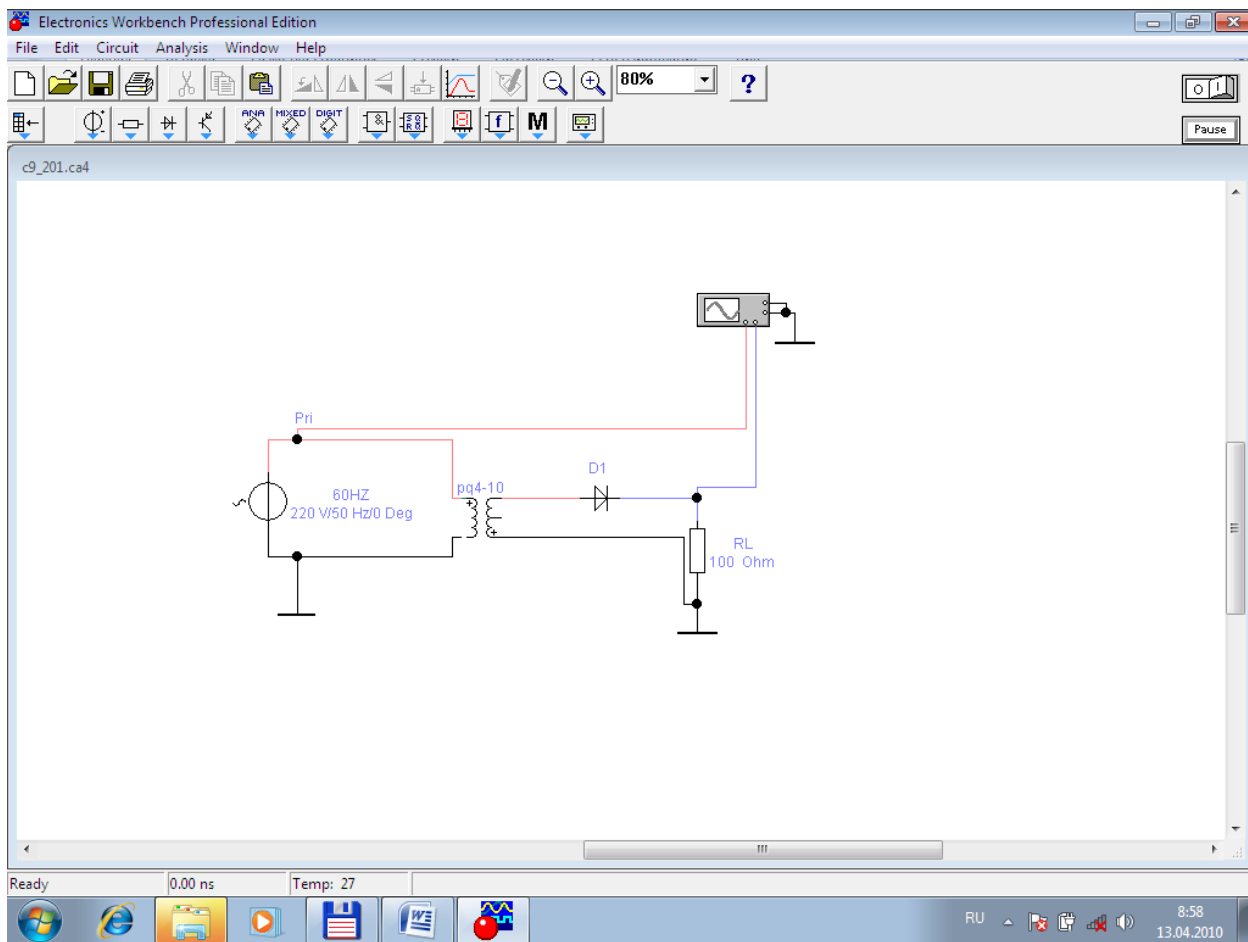 Electronics Workbench Professional Edition
File Edit Circuit Analysis Window Help
80%
?
ANA MIXED DIGIT
&
f
M
Pause
c9_201.ca4
Pri
D1
60HZ
220 V/50 Hz/0 Deg
pq4-10
RL
100 Ohm
Ready
0.00 ns
Temp: 27
RU
8:58
13.04.2010